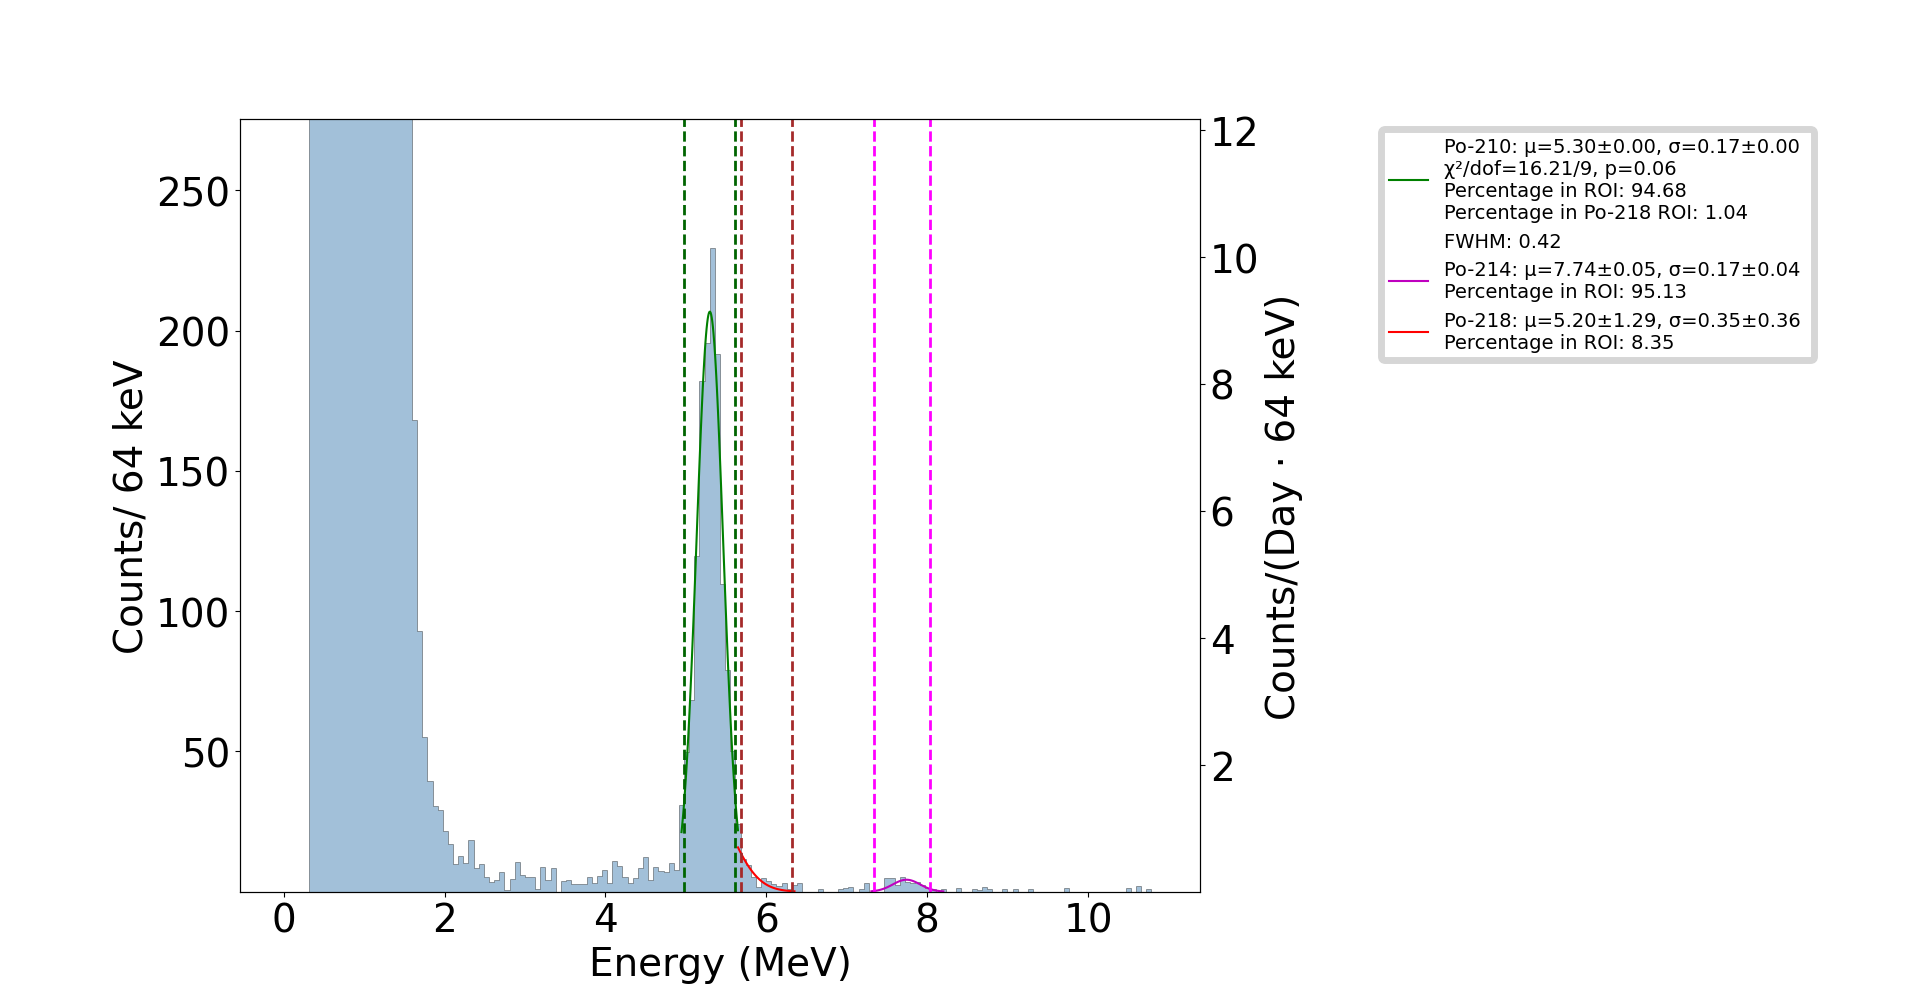 Counts/ 64 keV
250
200
150
100
50
0
2
4
6
8
10
Energy (MeV)
12
10
8
6
4
2
Counts/(Day · 64 keV)
Po-210: μ=5.30±0.00, σ=0.17±0.00
χ²/dof=16.21/9, p=0.06
Percentage in ROI: 94.68
Percentage in Po-218 ROI: 1.04
FWHM: 0.42
Po-214: μ=7.74±0.05, σ=0.17±0.04
Percentage in ROI: 95.13
Po-218: μ=5.20±1.29, σ=0.35±0.36
Percentage in ROI: 8.35